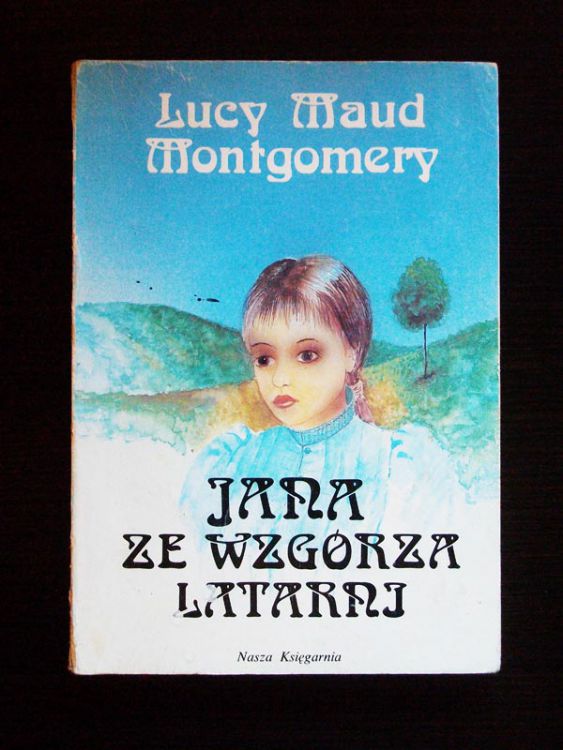 Lucy Maud
Montgomery
JANA
ZE WZGÓRZA
LATARNI
Nasza Księgarnia